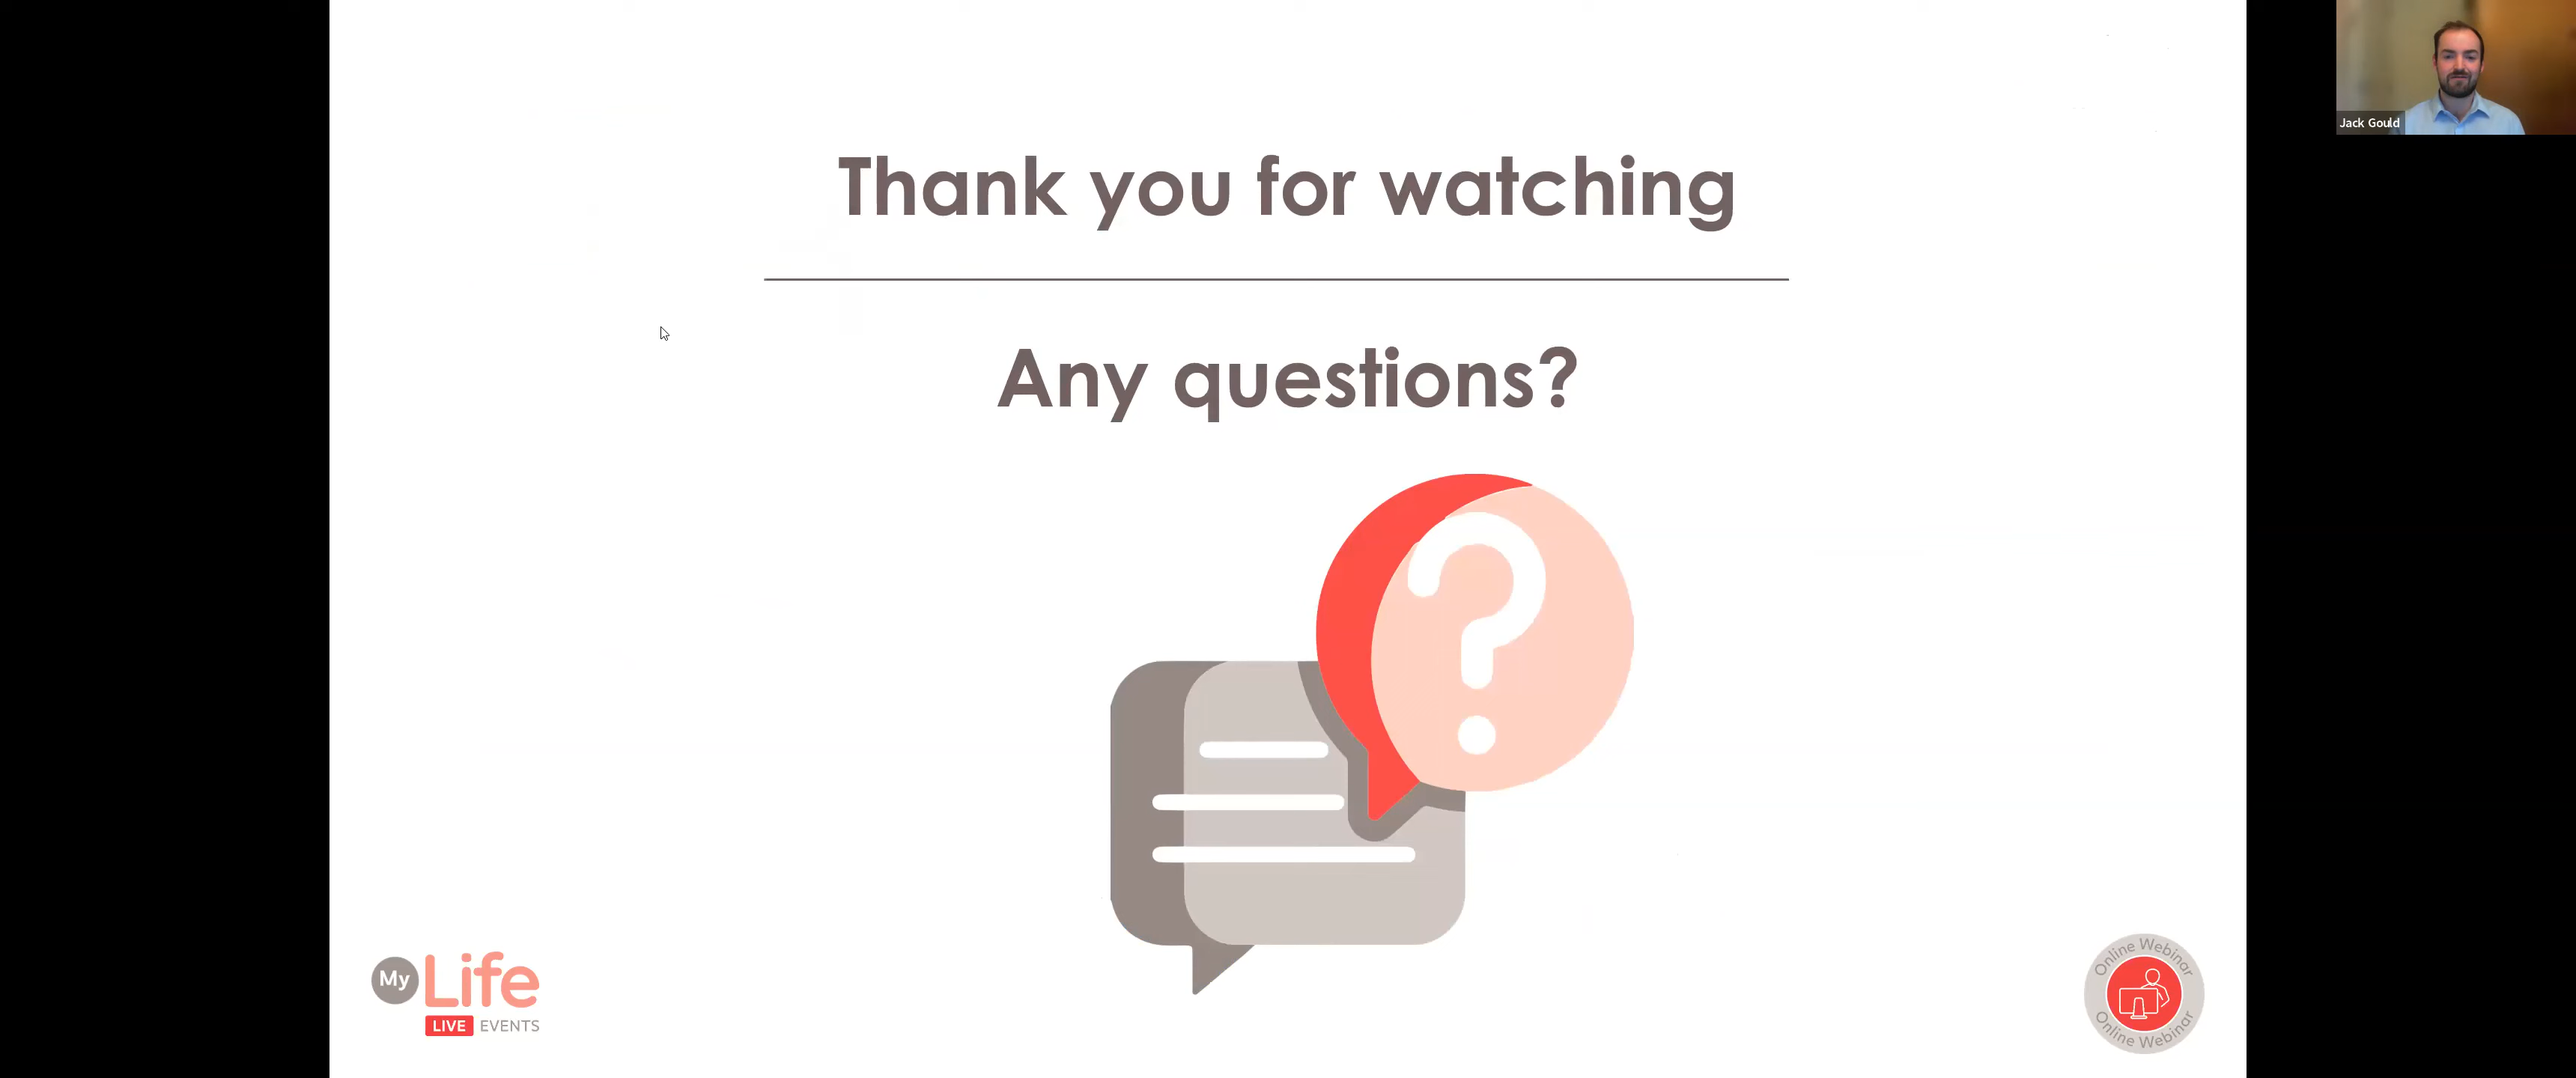 Jack Gould
Thank you for watching
Any questions?
?
My Life
LIVE EVENTS
Online Webinar
Online Webinar